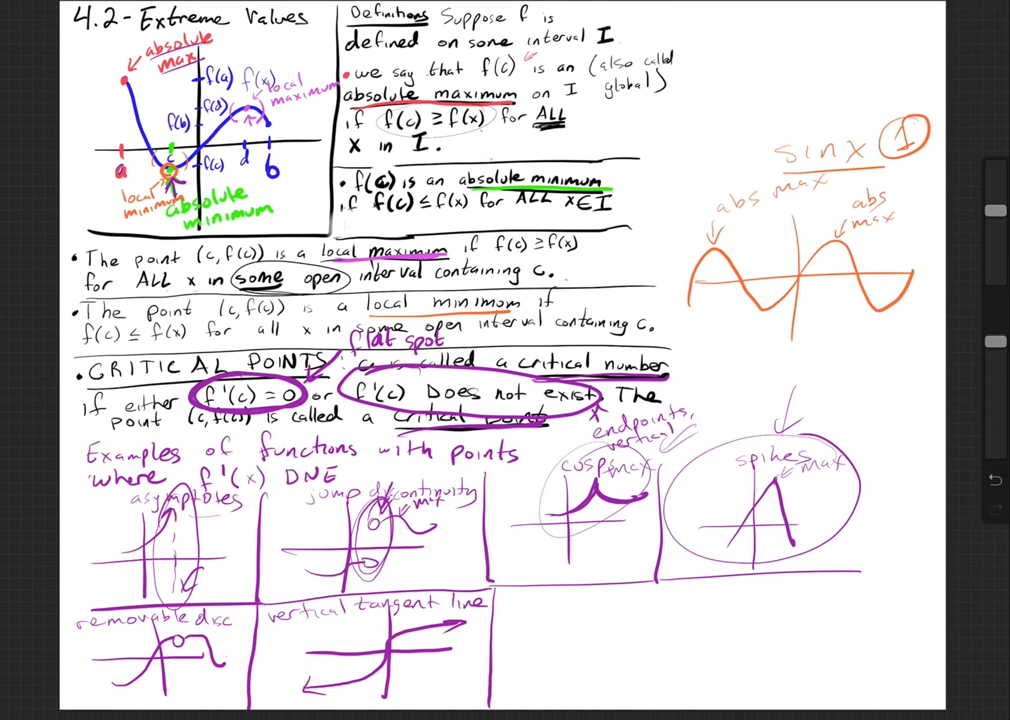 4.2 - Extreme Values
absolute
max
f(a)
f(x)
local
maximum
f(d)
f(b)
f(c)
a
c
d
b
local
minimum
absolute
minimum
Definitions Suppose f is
defined on some interval I
• we say that f(c) is an (also called
absolute maximum on I global)
if f(c) ≥ f(x) for ALL
x in I.
• f(c) is an absolute minimum
if f(c) ≤ f(x) for ALL x ∈ I
sin x 1
abs max
abs
max
• The point (c, f(c)) is a local maximum if f(c) ≥ f(x)
for ALL x in some open interval containing c.
• The point (c, f(c)) is a local minimum if
f(c) ≤ f(x) for all x in some open interval containing c.
flat spot
• CRITICAL POINTS: c is called a critical number
if either f'(c) = 0 or f'(c) Does not exist. The
point (c, f(c)) is called a critical point
endpoints,
vertical
Examples of functions with points
where f'(x) DNE
asymptotes
jump discontinuity
max
cusps
max
spikes
max
removable disc
vertical tangent line